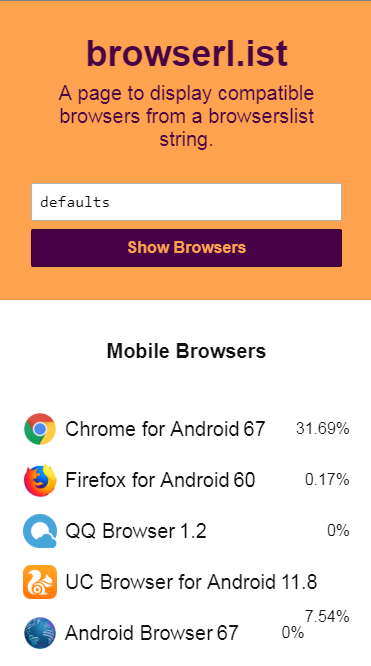 browserl.ist
A page to display compatible
browsers from a browserslist
string.
defaults
Show Browsers
Mobile Browsers
Chrome for Android 67 31.69%
Firefox for Android 60 0.17%
QQ Browser 1.2 0%
UC Browser for Android 11.8
7.54%
Android Browser 67 0%